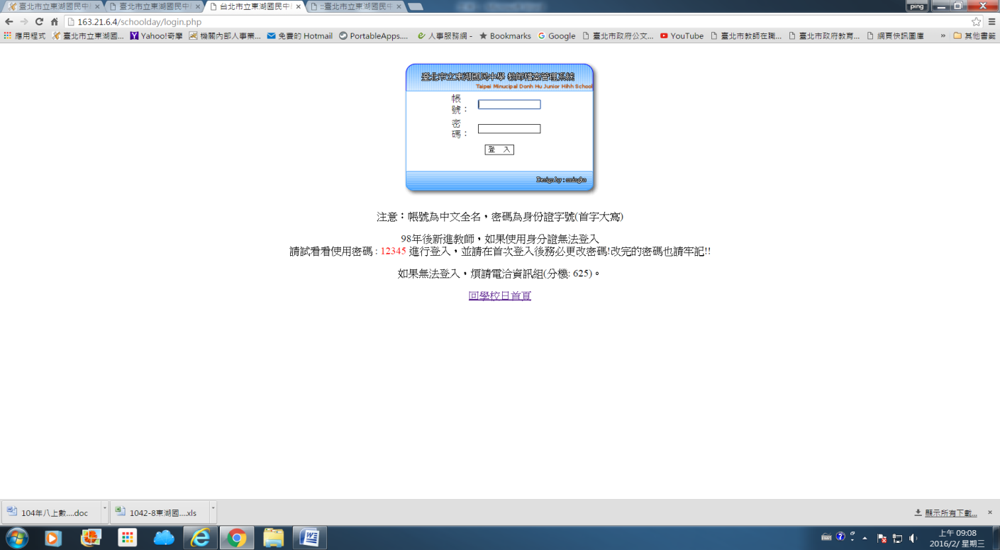 臺北市立東湖國民中
臺北市立東湖國民中
台北市立東湖國民中
::臺北市立東湖國民中
ping
163.21.6.4/schoolday/login.php
應用程式 臺北市立東湖國... Yahoo!奇摩 機關內部人事業... 免費的 Hotmail PortableApps.... 人事服務網 - Bookmarks Google 臺北市政府公文... YouTube 臺北市教師在職... 臺北市政府教育... 網頁快訊圖庫 » 其他書籤
臺北市立東湖國民中學 教師檔案管理系統
Taipei Minucipal Donh Hu Junior Hihh School
帳
號：
密
碼：
登 入
Design by : smingko
注意：帳號為中文全名，密碼為身份證字號(首字大寫)
98年後新進教師，如果使用身分證無法登入
請試看看使用密碼 : 12345 進行登入，並請在首次登入後務必更改密碼!改完的密碼也請牢記!!
如果無法登入，煩請電洽資訊組(分機: 625)。
回學校日首頁
104年八上數....doc
1042-8東湖國....xls
顯示所有下載...
上午 09:08
2016/2/ 星期三